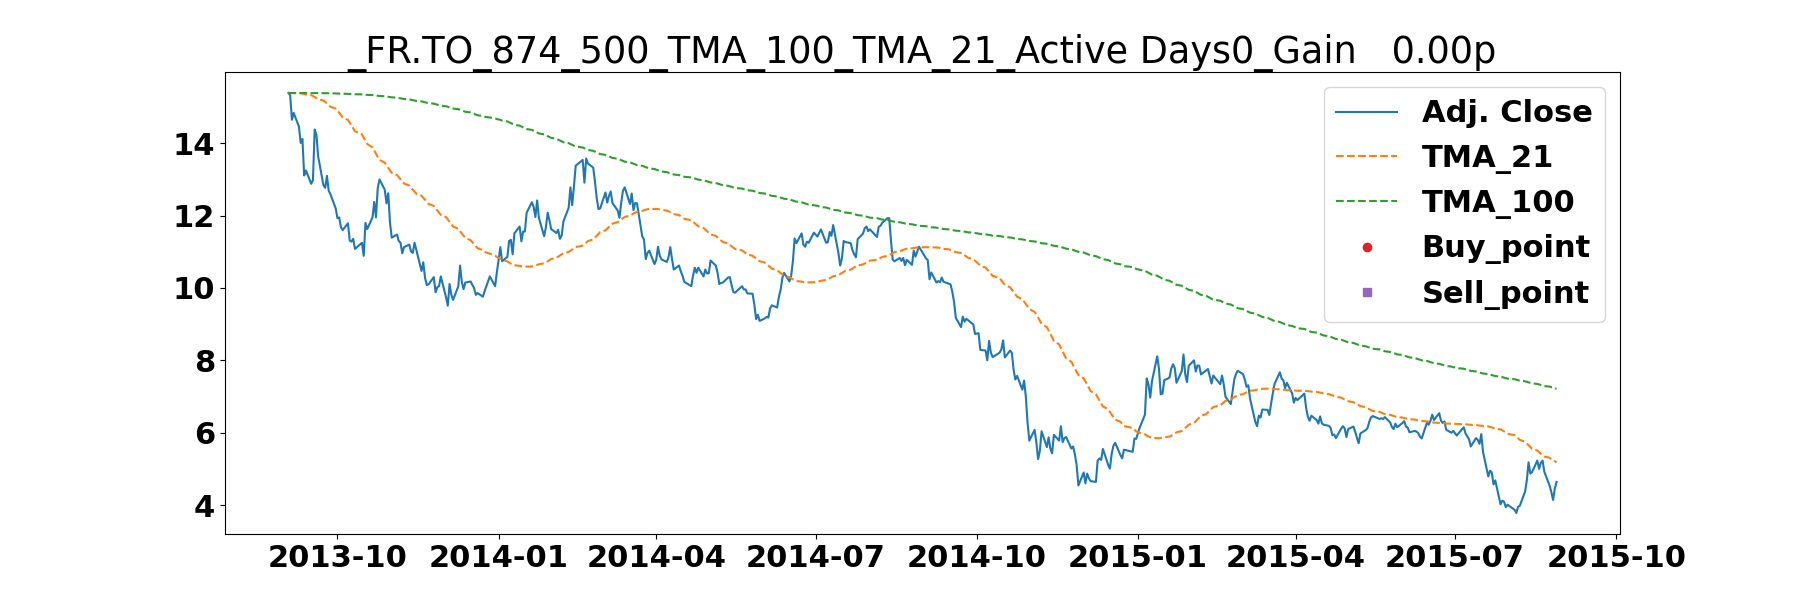 _FR.TO_874_500_TMA_100_TMA_21_Active Days0_Gain   0.00p
Adj. Close
TMA_21
TMA_100
Buy_point
Sell_point
14
12
10
8
6
4
2013-10 2014-01 2014-04 2014-07 2014-10 2015-01 2015-04 2015-07 2015-10